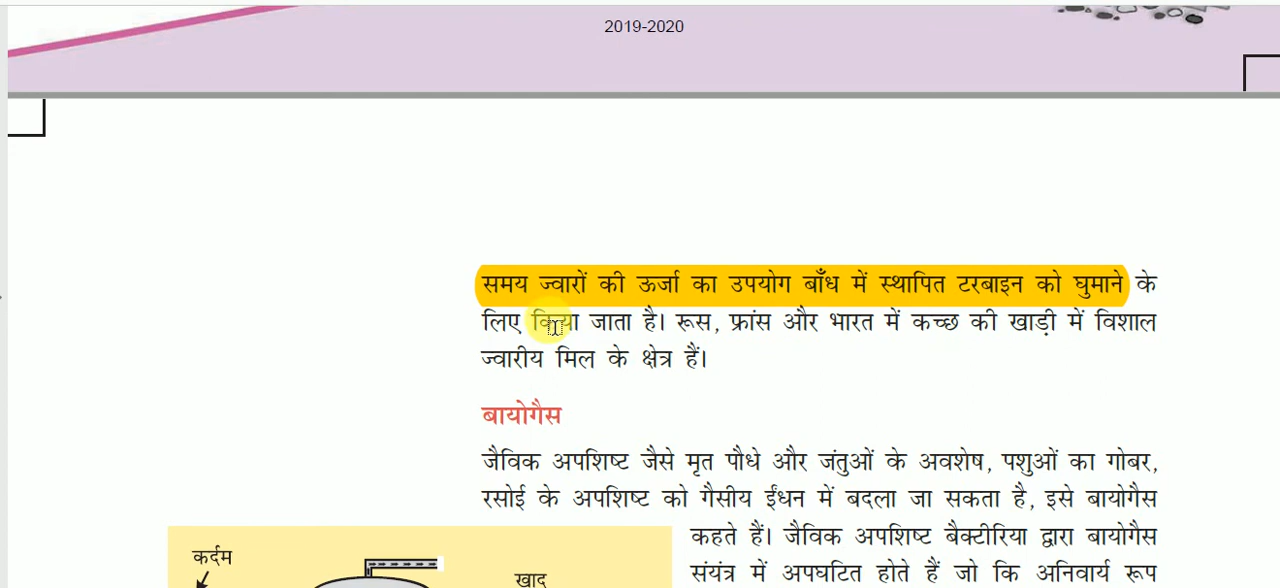 2019-2020
समय ज्वारों की ऊर्जा का उपयोग बाँध में स्थापित टरबाइन को घुमाने के
लिए किया जाता है। रूस, फ्रांस और भारत में कच्छ की खाड़ी में विशाल
ज्वारीय मिल के क्षेत्र हैं।
बायोगैस
जैविक अपशिष्ट जैसे मृत पौधे और जंतुओं के अवशेष, पशुओं का गोबर,
रसोई के अपशिष्ट को गैसीय ईंधन में बदला जा सकता है, इसे बायोगैस
कहते हैं। जैविक अपशिष्ट बैक्टीरिया द्वारा बायोगैस
संयंत्र में अपघटित होते हैं जो कि अनिवार्य रूप
कर्दम
खाद